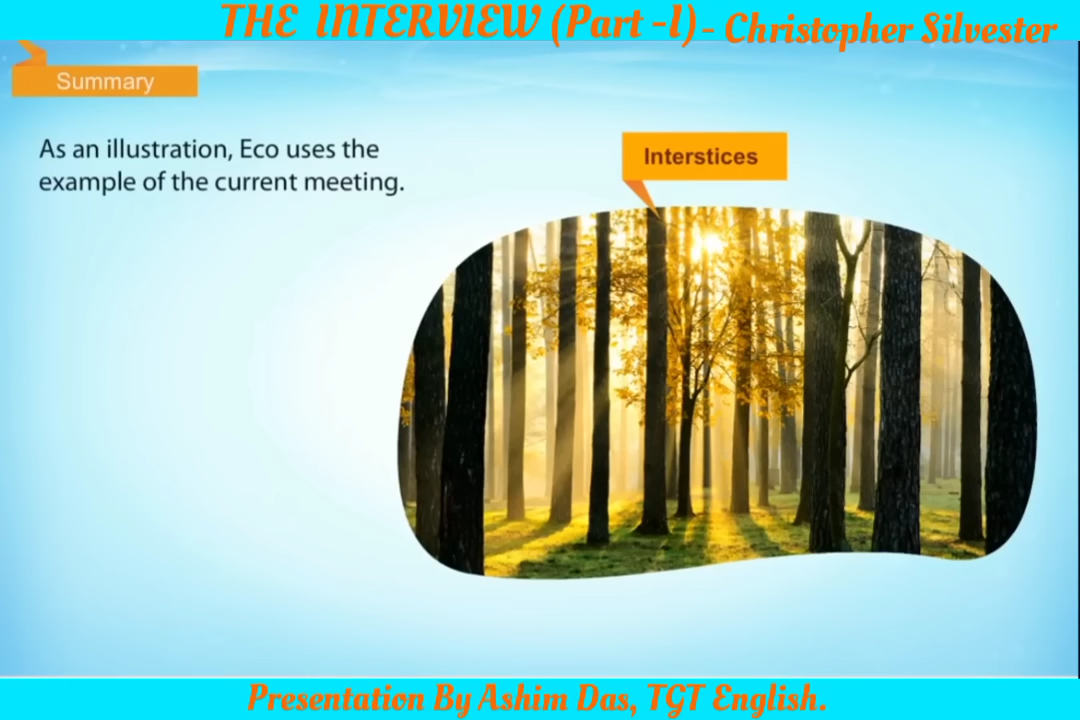 THE INTERVIEW (Part -I) - Christopher Silvester
Summary
As an illustration, Eco uses the
example of the current meeting.
Interstices
Presentation By Ashim Das, TGT English.